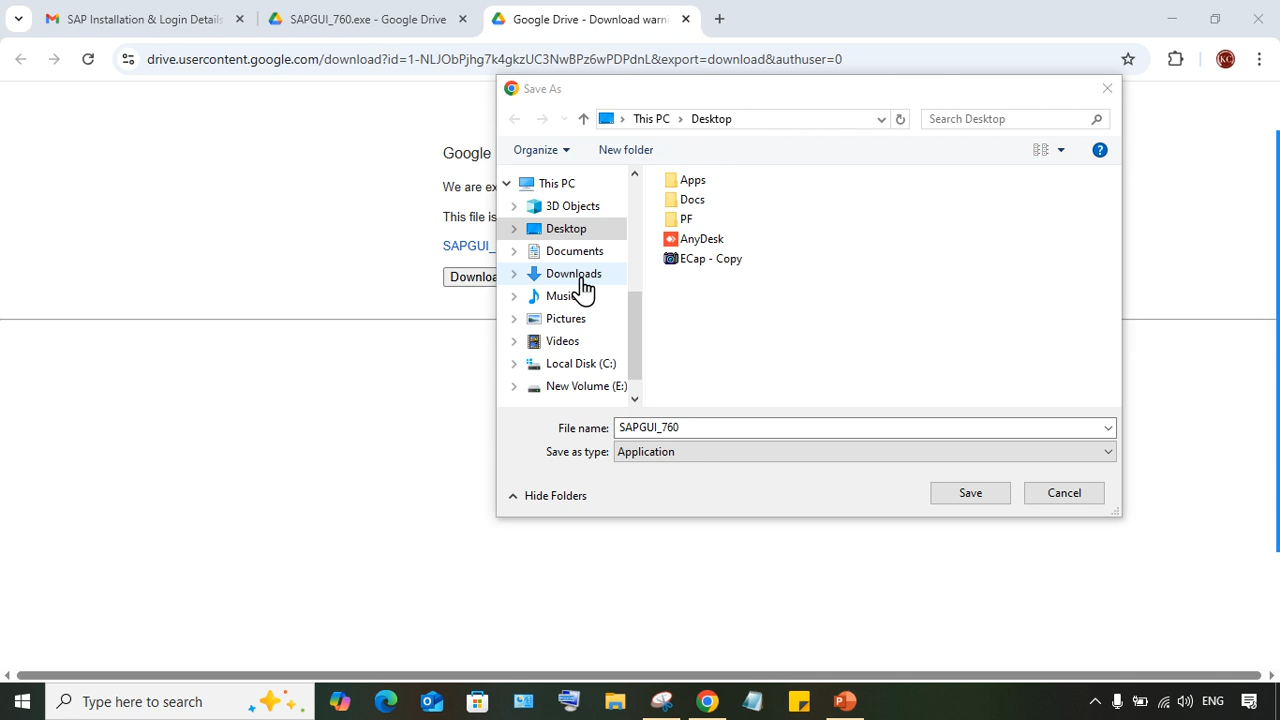 SAP Installation & Login Details
SAPGUI_760.exe - Google Drive
Google Drive - Download warn
drive.usercontent.google.com/download?id=1-NLJObPjhg7k4gkzUC3NwBPz6wPDPdnL&export=download&authuser=0
KC
Save As
This PC
Desktop
Search Desktop
Organize
New folder
Google
We are ex
This file is
SAPGUI_
Downloa
This PC
3D Objects
Desktop
Documents
Downloads
Music
Pictures
Videos
Local Disk (C:)
New Volume (E:)
Apps
Docs
PF
AnyDesk
ECap - Copy
File name: SAPGUI_760
Save as type: Application
Hide Folders
Save
Cancel
Type here to search
ENG